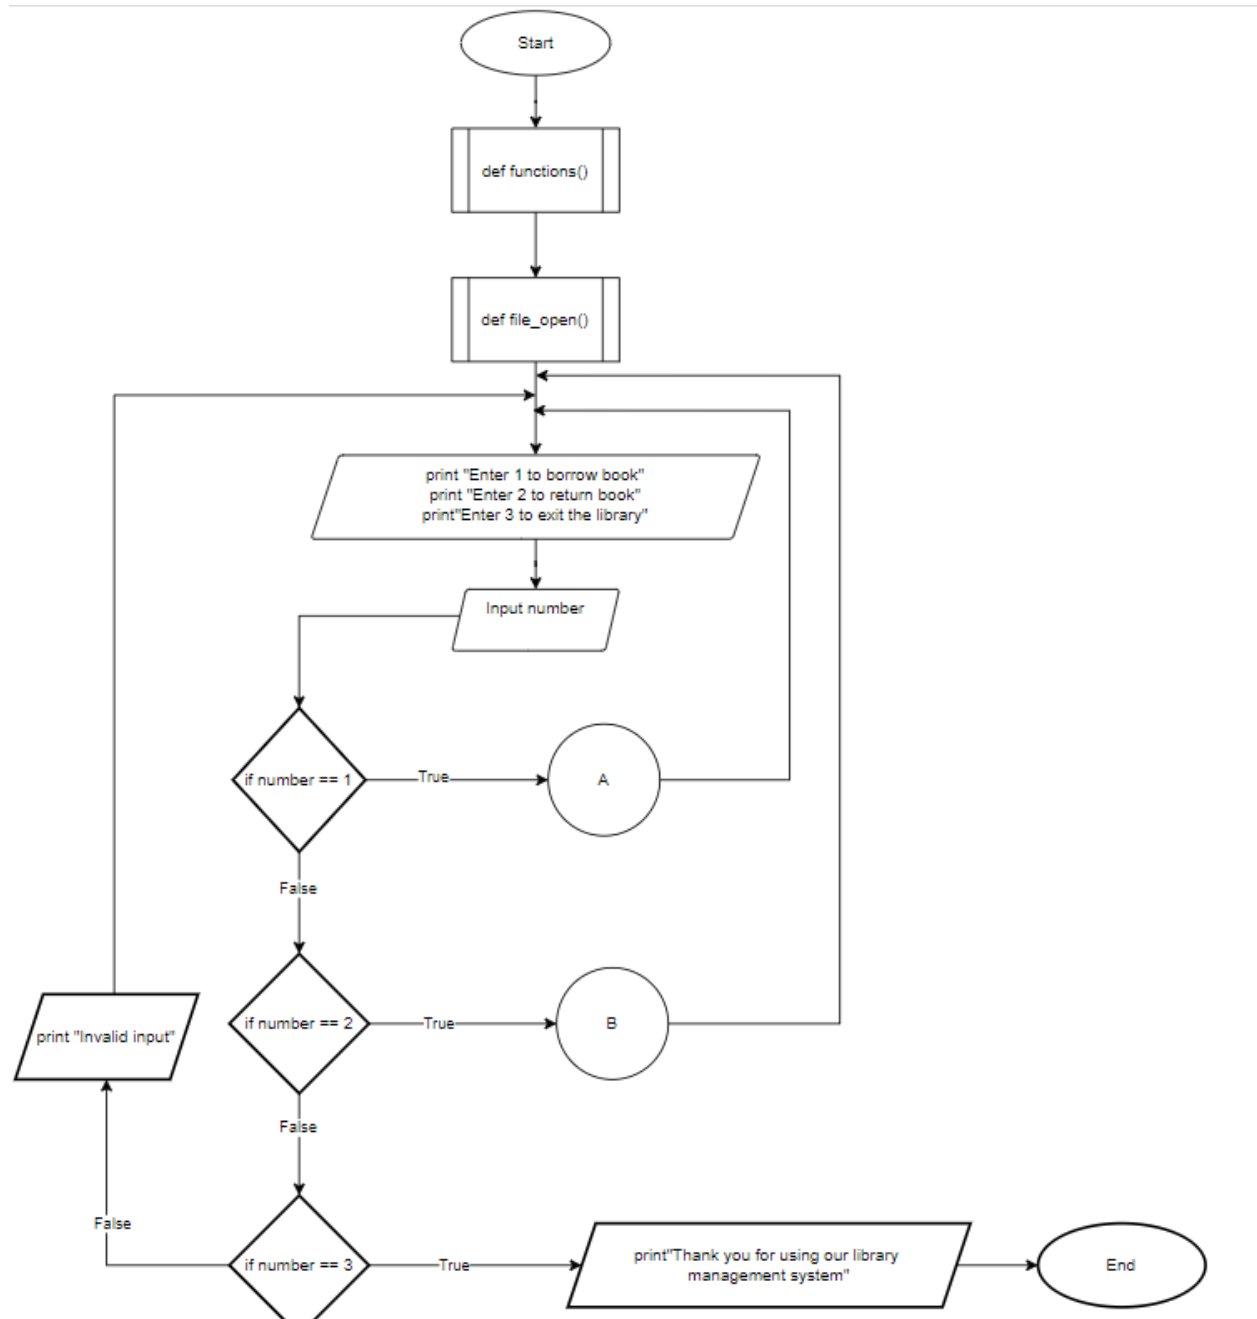 Start
def functions()
def file_open()
print "Enter 1 to borrow book"
print "Enter 2 to return book"
print"Enter 3 to exit the library"
Input number
if number == 1
True
A
False
if number == 2
True
B
print "Invalid input"
False
False
if number == 3
True
print"Thank you for using our library
management system"
End